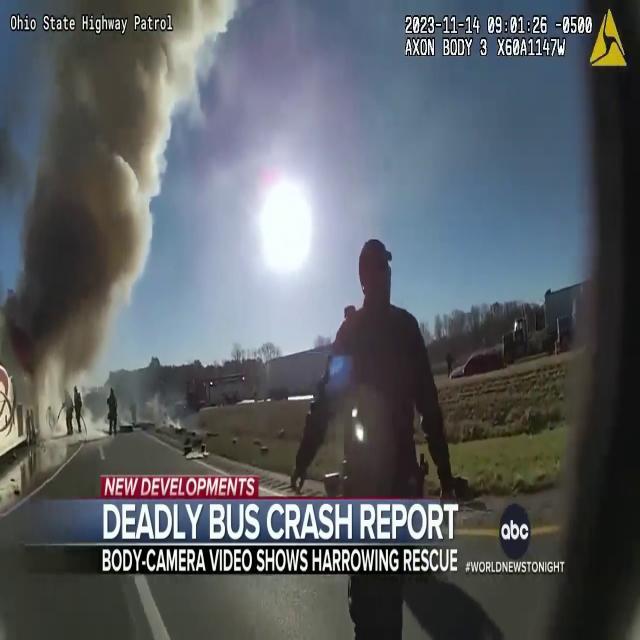 Ohio State Highway Patrol
2023-11-14 09:01:26 -0500
AXON BODY 3 X60A1147W
NEW DEVELOPMENTS
DEADLY BUS CRASH REPORT
BODY-CAMERA VIDEO SHOWS HARROWING RESCUE
abc
#WORLDNEWSTONIGHT